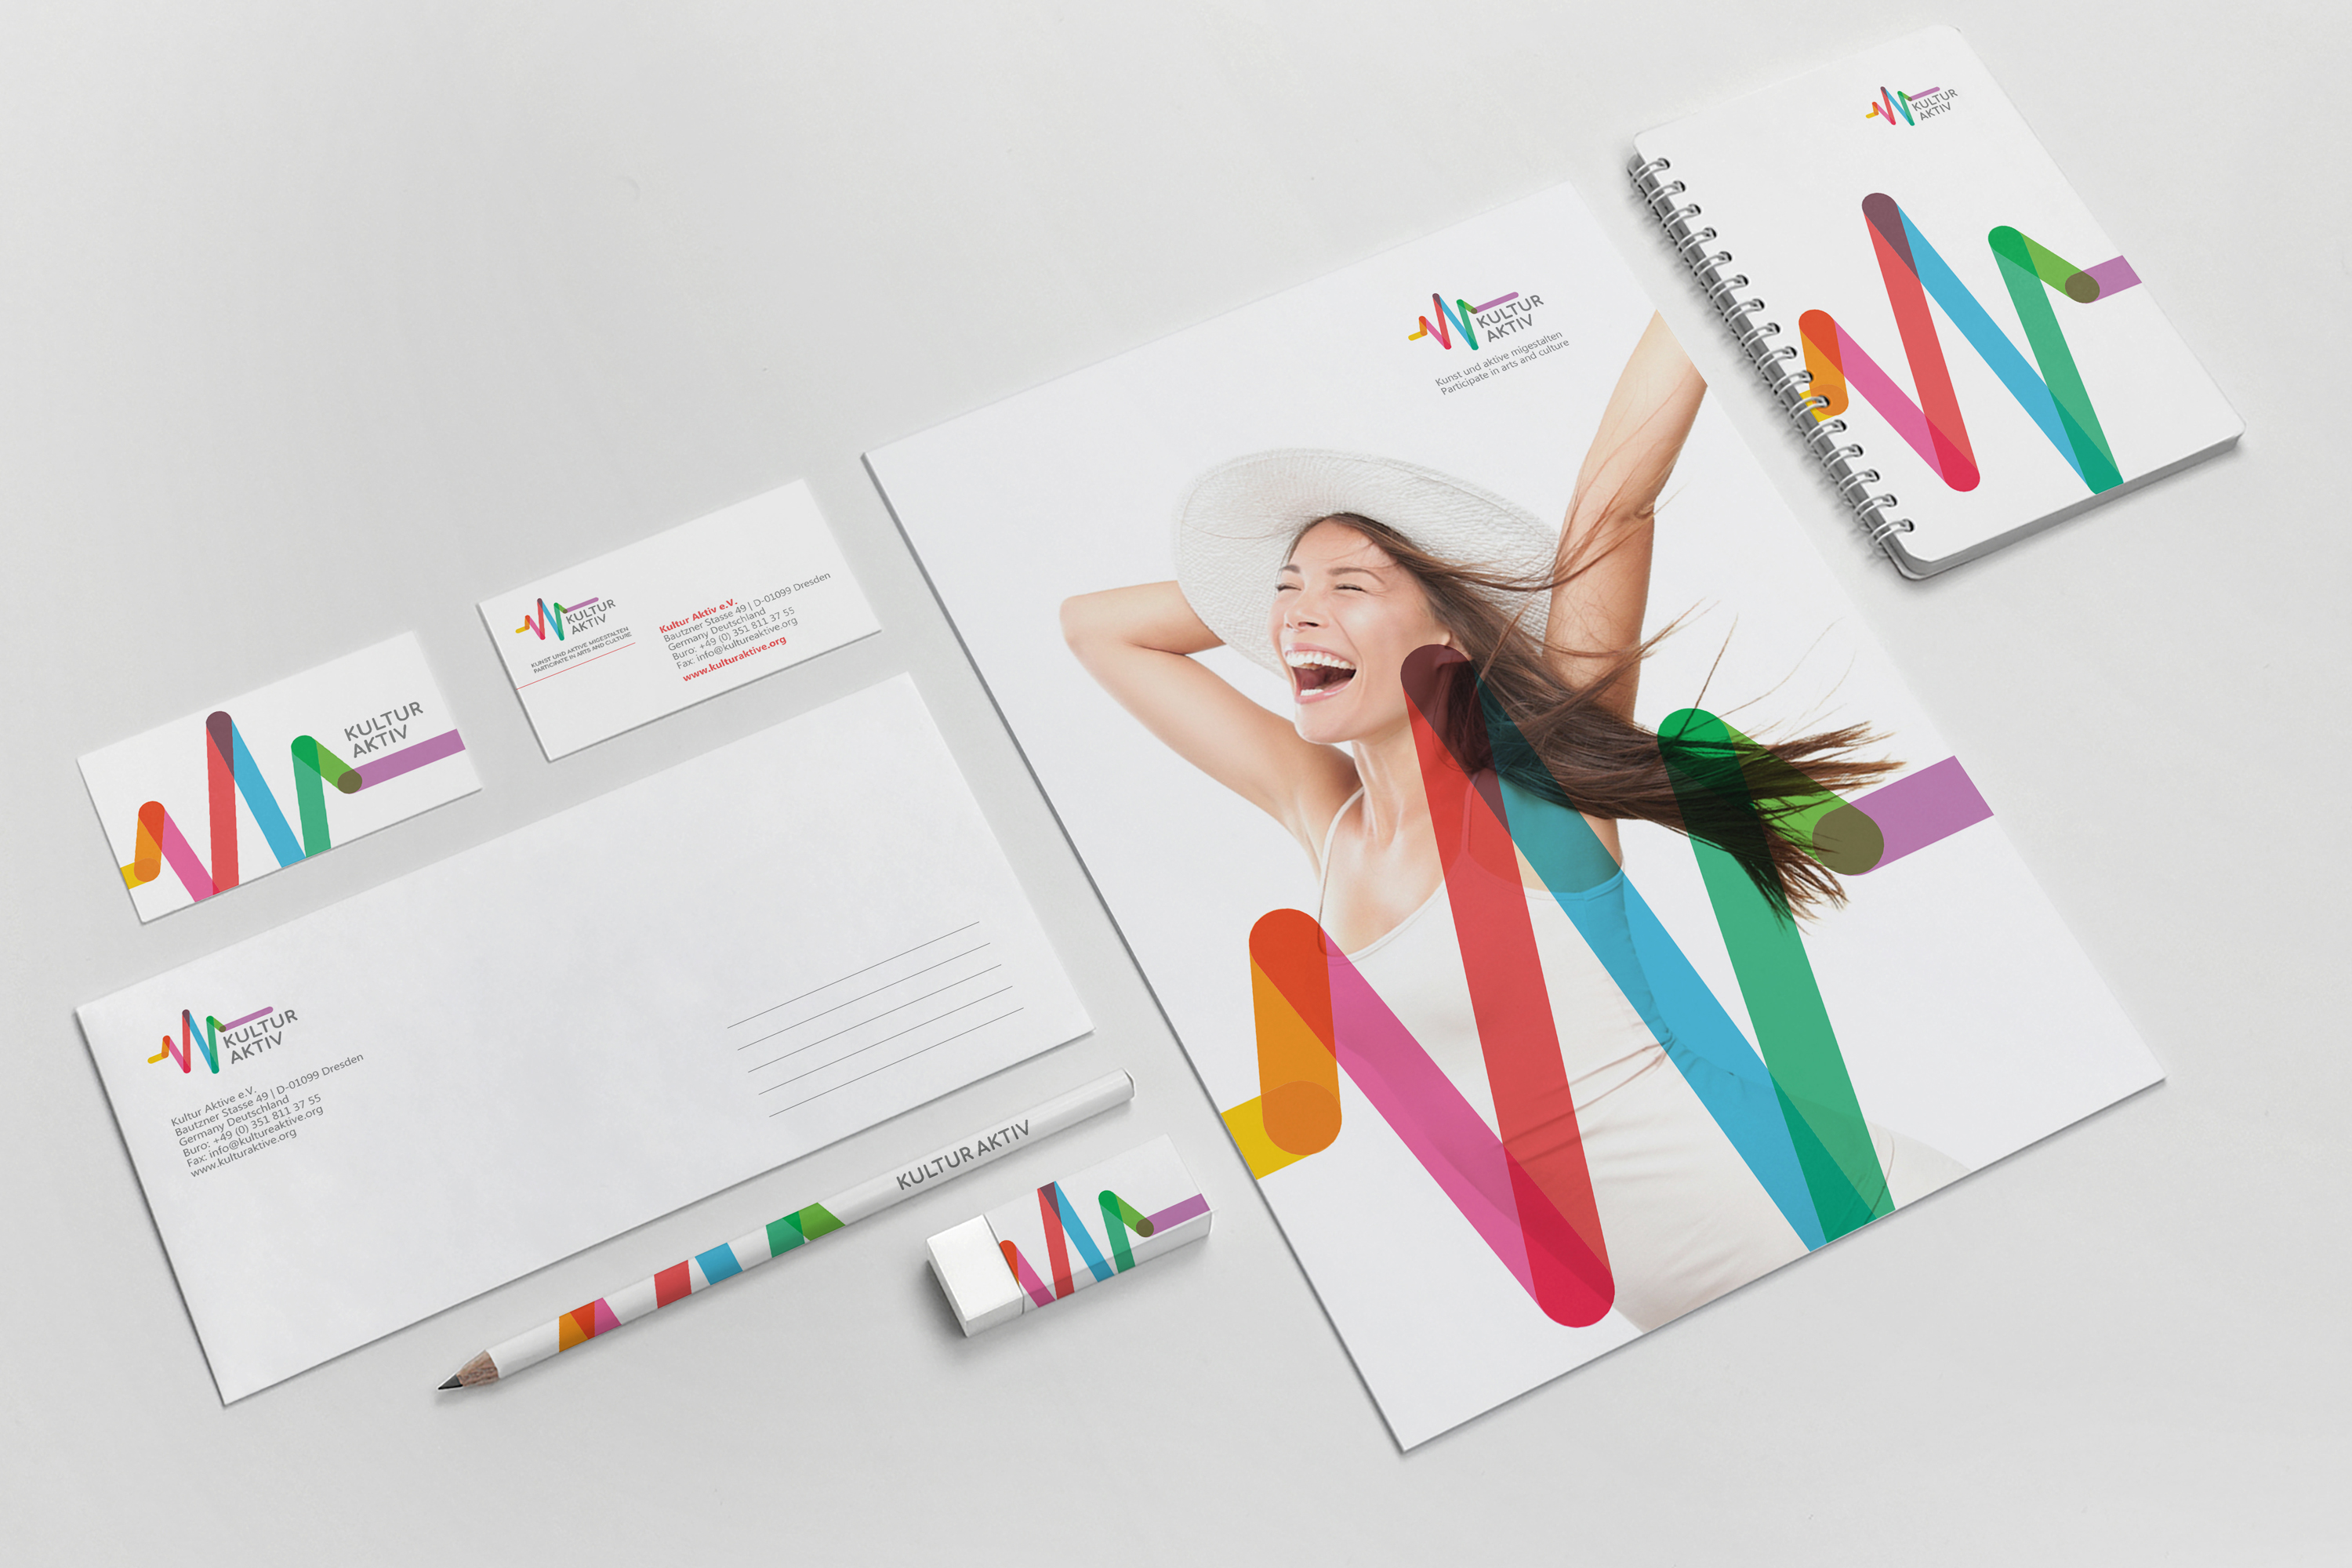 KULTUR
AKTIV
KULTUR
AKTIV
KUNST UND AKTIVE MIGESTALTEN
PARTICIPATE IN ARTS AND CULTURE
Kultur Aktiv e.V.
Bautzner Stasse 49 | D-01099 Dresden
Germany Deutschland
Buro: +49 (0) 351 811 37 55
Fax: info@kultureaktive.org
www.kulturaktive.org
KULTUR
AKTIV
Kultur Aktive e.V.
Bautzner Stasse 49 | D-01099 Dresden
Germany Deutschland
Buro: +49 (0) 351 811 37 55
Fax: info@kultureaktive.org
www.kulturaktive.org
KULTUR AKTIV
KULTUR
AKTIV
Kunst und aktive migestalten
Participate in arts and culture
KULTUR
AKTIV